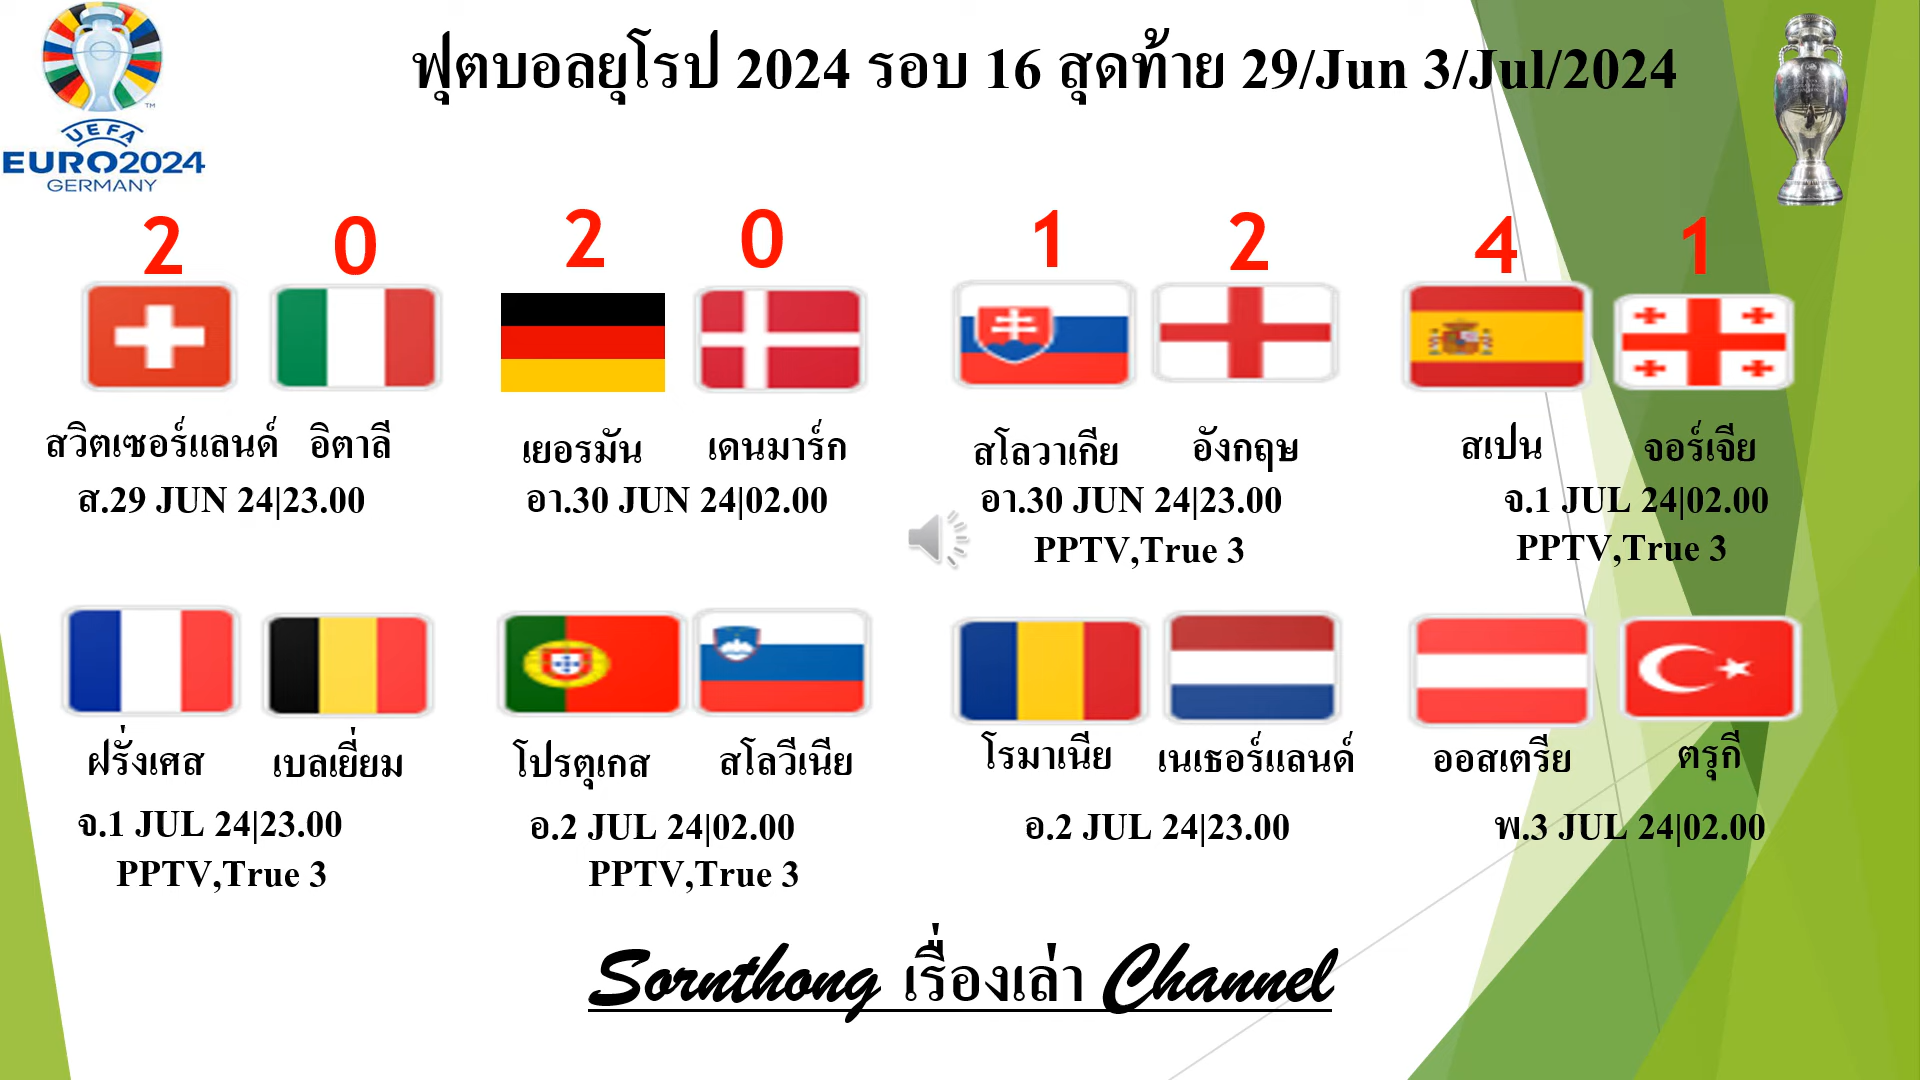 ฟุตบอลยุโรป 2024 รอบ 16 สุดท้าย 29/Jun 3/Jul/2024
TM
UEFA
EURO2024
GERMANY
2 0 2 0 1 2 4 1
สวิตเซอร์แลนด์ อิตาลี เยอรมัน เดนมาร์ก สโลวาเกีย อังกฤษ สเปน จอร์เจีย
ส.29 JUN 24|23.00 อา.30 JUN 24|02.00 อา.30 JUN 24|23.00 จ.1 JUL 24|02.00
PPTV,True 3 PPTV,True 3
ฝรั่งเศส เบลเยี่ยม โปรตุเกส สโลวีเนีย โรมาเนีย เนเธอร์แลนด์ ออสเตรีย ตรุกี
จ.1 JUL 24|23.00 อ.2 JUL 24|02.00 อ.2 JUL 24|23.00 พ.3 JUL 24|02.00
PPTV,True 3 PPTV,True 3
Sornthong เรื่องเล่า Channel